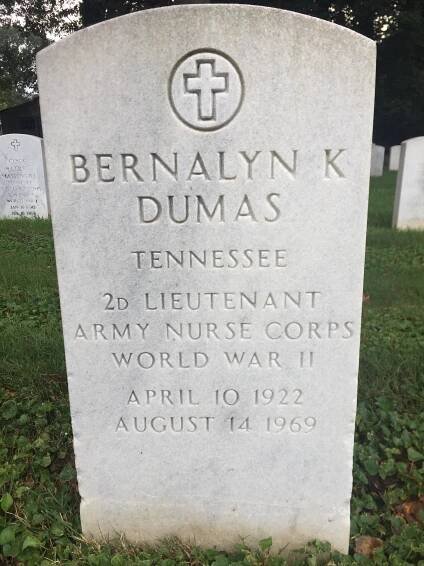 BERNALYN K
DUMAS
TENNESSEE
2D LIEUTENANT
ARMY NURSE CORPS
WORLD WAR II
APRIL 10 1922
AUGUST 14 1969